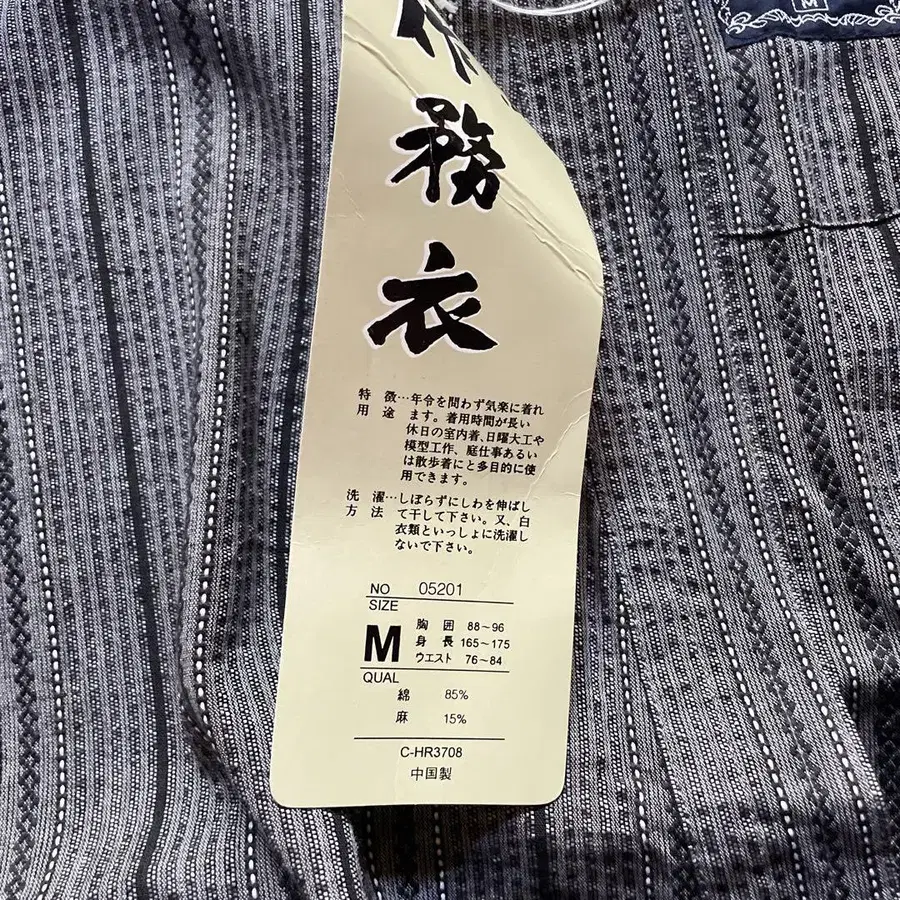 M
作
務
衣
特　徴…年令を問わず気楽に着れ
用　途　ます。着用時間が長い
休日の室内着、日曜大工や
模型工作、庭仕事あるい
は散歩着にと多目的に使
用できます。
洗　濯…しぼらずにしわを伸ばし
方　法　て干して下さい。又、白
衣類といっしょに洗濯し
ないで下さい。
NO　05201
SIZE
M
胸　囲　88～96
身　長　165～175
ウエスト　76～84
QUAL
綿　85%
麻　15%
C-HR3708
中国製